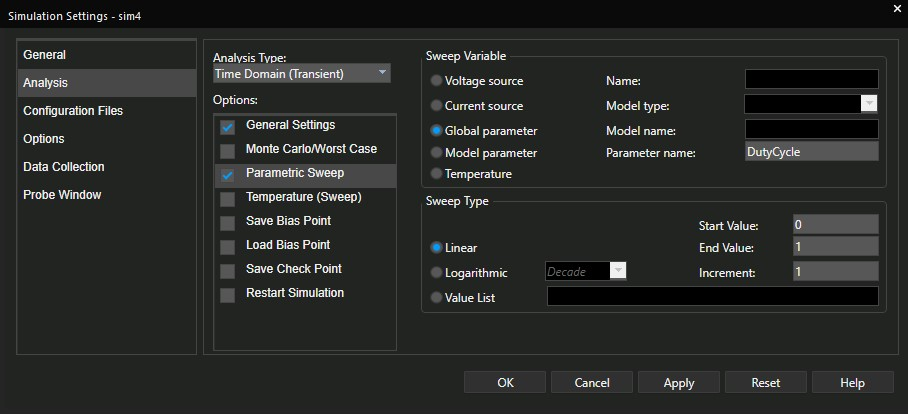 Simulation Settings - sim4
General
Analysis
Configuration Files
Options
Data Collection
Probe Window
Analysis Type:
Time Domain (Transient)
Options:
General Settings
Monte Carlo/Worst Case
Parametric Sweep
Temperature (Sweep)
Save Bias Point
Load Bias Point
Save Check Point
Restart Simulation
Sweep Variable
Voltage source Name:
Current source Model type:
Global parameter Model name:
Model parameter Parameter name: DutyCycle
Temperature
Sweep Type
Start Value: 0
Linear End Value: 1
Logarithmic Decade Increment: 1
Value List
OK Cancel Apply Reset Help